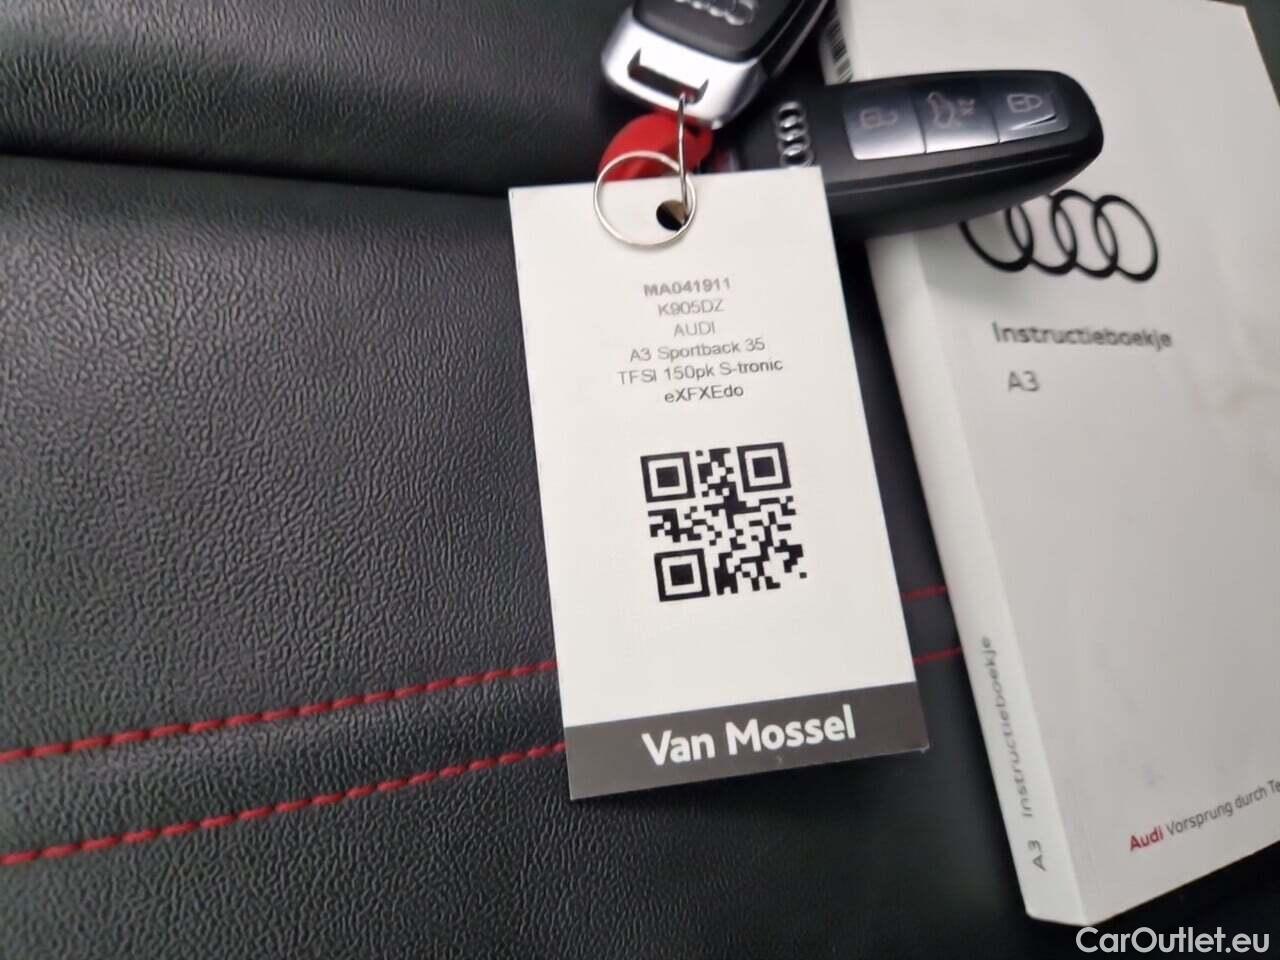 MA041911
K905DZ
AUDI
A3 Sportback 35
TFSI 150pk S-tronic
eXFXEdo
Van Mossel
Instructieboekje
A3
A3 Instructieboekje
Audi Vorsprung durch Te
CarOutlet.eu